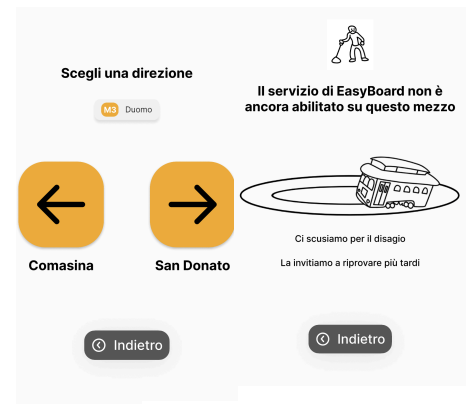 Scegli una direzione
M3 Duomo
Comasina
San Donato
Indietro
Il servizio di EasyBoard non è
ancora abilitato su questo mezzo
Ci scusiamo per il disagio
La invitiamo a riprovare più tardi
Indietro